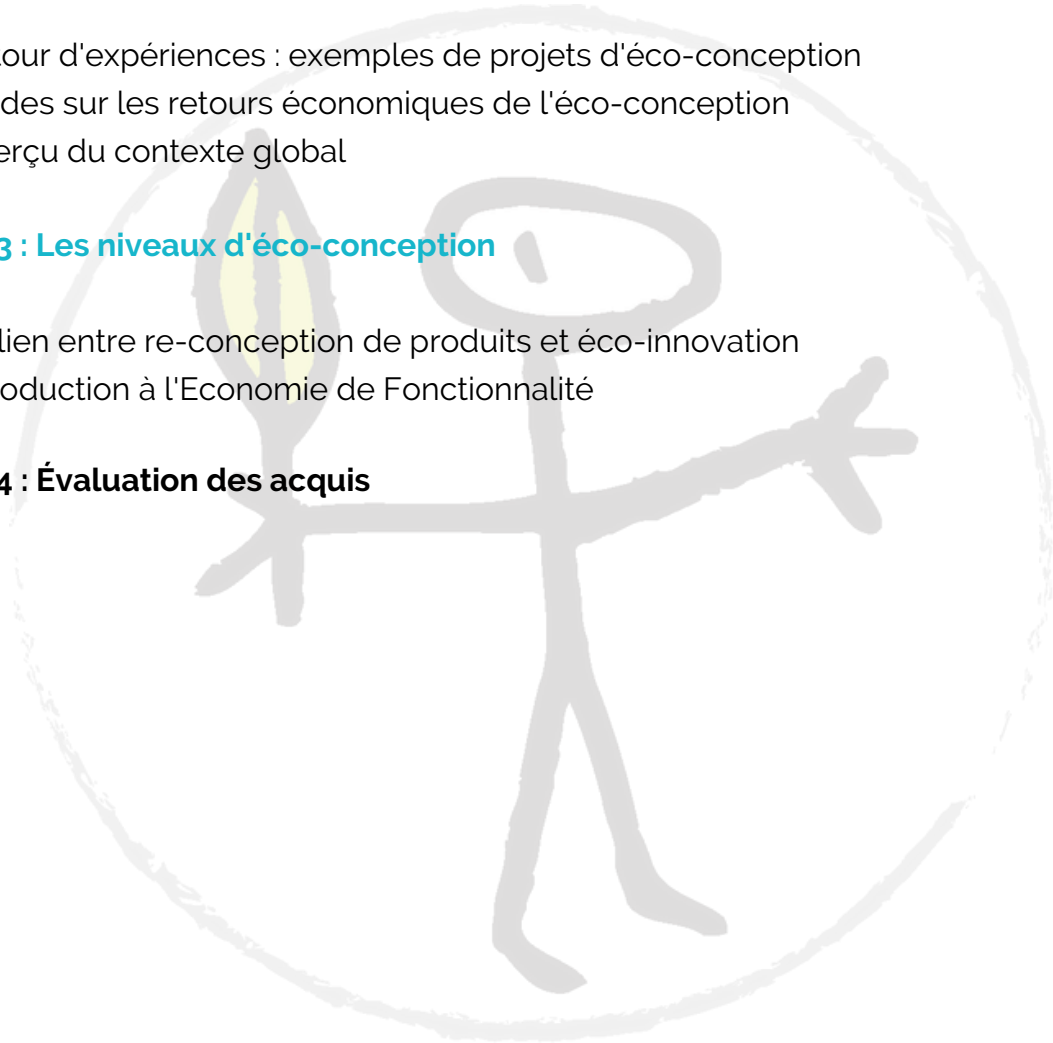 tour d'expériences : exemples de projets d'éco-conception
des sur les retours économiques de l'éco-conception
erçu du contexte global
3 : Les niveaux d'éco-conception
lien entre re-conception de produits et éco-innovation
roduction à l'Economie de Fonctionnalité
4 : Évaluation des acquis